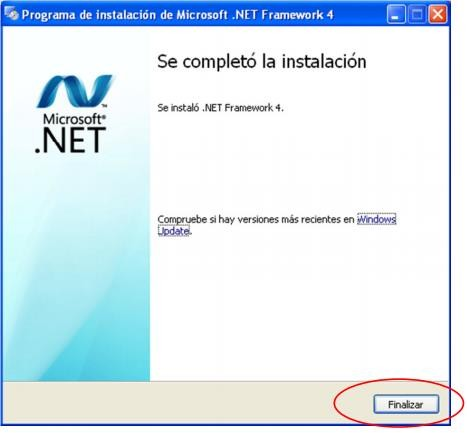 Programa de instalación de Microsoft .NET Framework 4
Se completó la instalación
Microsoft®
.NET
Se instaló .NET Framework 4.
Compruebe si hay versiones más recientes en Windows
Update.
Finalizar